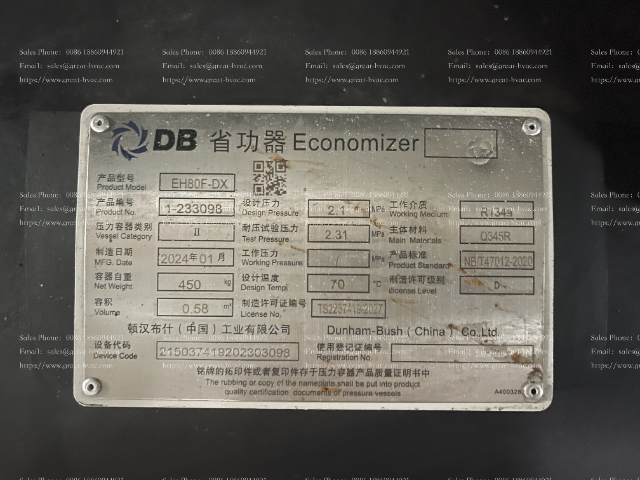 DB 省功器 Economizer
产品型号 Product Model EH80F-DX
产品编号 Product No. 1-233098 设计压力 Design Pressure 2.1 MPa 工作介质 Working Medium R134a
压力容器类别 Vessel Category II 耐压试验压力 Test Pressure 2.31 MPa 主体材料 Main Materials Q345R
制造日期 MFG. Date 2024年01月 工作压力 Working Pressure / MPa 产品标准 Product Standard NB/T47012-2020
容器自重 Net Weight 450 kg 设计温度 Design Temp. 70 °C 制造许可级别 License Level D
容积 Volume 0.58 m³ 制造许可证编号 License No. TS2237419-2027
顿汉布什（中国）工业有限公司 Dunham-Bush ( China ) Co.,Ltd.
设备代码 Device Code 215037419202303098 使用登记证编号 Registration No.
铭牌的拓印件或者复印件存于压力容器产品质量证明书中
The rubbing or copy of the nameplate shall be put into product
quality certification documents of pressure vessels
Sales Phone: 0086 18860944921
Email: sales@great-hvac.com
https://www.great-hvac.com